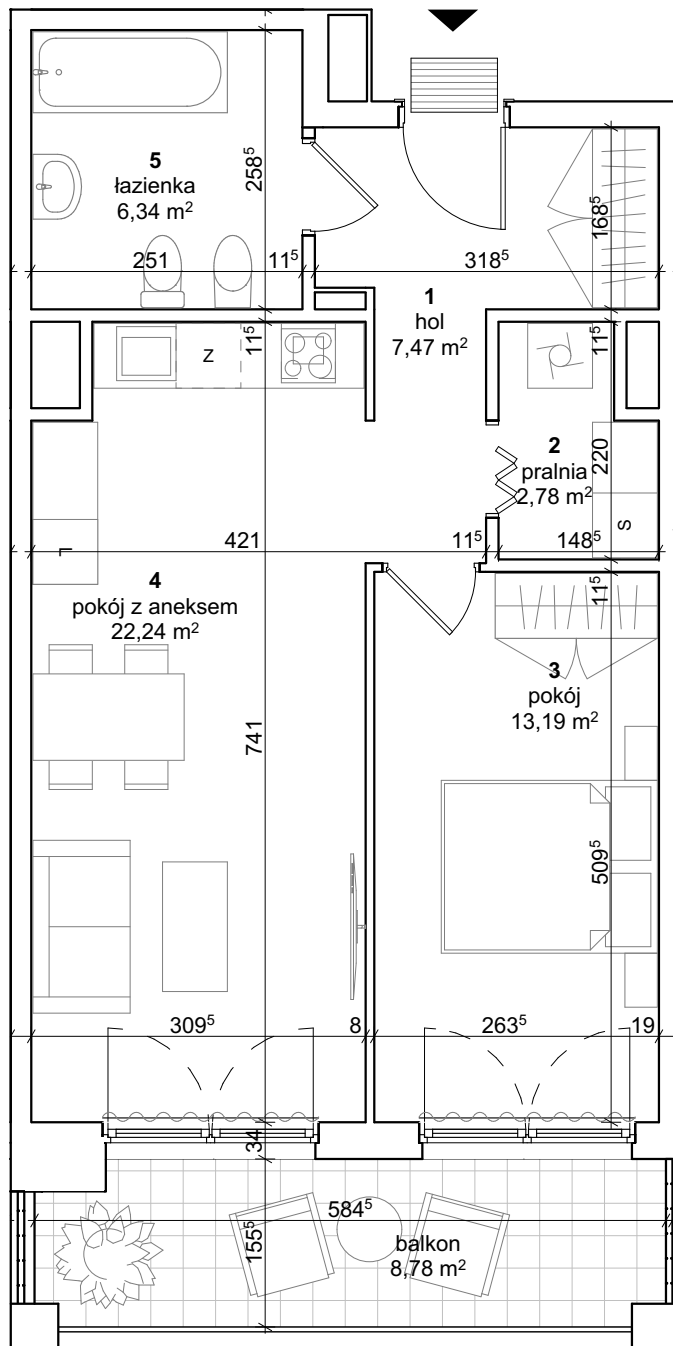 5
łazienka
6,34 m²
258⁵
168⁵
251
11⁵
318⁵
1
hol
7,47 m²
11⁵
Z
11⁵
2
pralnia
2,78 m²
220
S
L
421
11⁵
148⁵
4
pokój z aneksem
22,24 m²
11⁵
3
pokój
13,19 m²
741
509⁵
309⁵
8
263⁵
19
34
584⁵
155⁵
balkon
8,78 m²